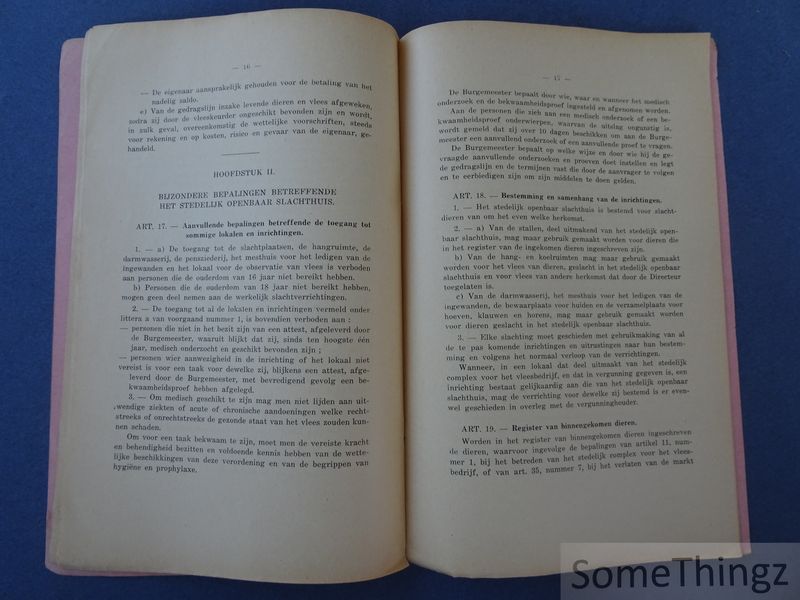 — 16 —
— De eigenaar aansprakelijk gehouden voor de betaling van het
nadelig saldo.
e) Van de gedragslijn inzake levende dieren en vlees afgeweken,
zodra zij door de vleeskeurder ongeschikt bevonden zijn en wordt,
in zulk geval, overeenkomstig de wettelijke voorschriften, steeds
voor rekening en op kosten, risico en gevaar van de eigenaar, ge-
handeld.
HOOFDSTUK II.
BIJZONDERE BEPALINGEN BETREFFENDE
HET STEDELIJK OPENBAAR SLACHTHUIS.
ART. 17. — Aanvullende bepalingen betreffende de toegang tot
sommige lokalen en inrichtingen.
1. — a) De toegang tot de slachtplaatsen, de hangruimte, de
darmwasserij, de penszlederij, het mesthuis voor het ledigen van de
ingewanden en het lokaal voor de observatie van vlees is verboden
aan personen die de ouderdom van 16 jaar niet bereikt hebben.
b) Personen die de ouderdom van 18 jaar niet bereikt hebben,
mogen geen deel nemen aan de werkelijk slachtverrichtingen.
2. — De toegang tot al de lokalen en inrichtingen vermeld onder
littera a van voorgaand nummer 1, is bovendien verboden aan :
— personen die niet in het bezit zijn van een attest, afgeleverd door
de Burgemeester, waaruit blijkt dat zij, sinds ten hoogste één
jaar, medisch onderzocht en geschikt bevonden zijn ;
— personen wier aanwezigheid in de inrichting of het lokaal niet
vereist is voor een taak voor dewelke zij, blijkens een attest, afge-
leverd door de Burgemeester, met bevredigend gevolg een be-
kwaamheidsproef hebben afgelegd.
3. — Om medisch geschikt te zijn mag men niet lijden aan uit-
wendige ziekten of acute of chronische aandoeningen welke recht-
streeks of onrechtstreeks de gezonde staat van het vlees zouden kun-
nen schaden.
Om voor een taak bekwaam te zijn, moet men de vereiste kracht
en behendigheid bezitten en voldoende kennis hebben van de wette-
lijke beschikkingen van deze verordening en van de begrippen van
hygiëne en prophylaxe.
— 17 —
De Burgemeester bepaalt door wie, waar en wanneer het medisch
onderzoek en de bekwaamheidsproef ingesteld en afgenomen worden.
Aan de personen die zich aan een medisch onderzoek of een be-
kwaamheidsproef onderwerpen, waarvan de uitslag ongunstig is,
wordt gemeld dat zij over 10 dagen beschikken om aan de Burge-
meester een aanvullend onderzoek of een aanvullende proef te vragen.
De Burgemeester bepaalt op welke wijze en door wie hij de ge-
vraagde aanvullende onderzoeken en proeven doet instellen en legt
de gedragslijn en de termijnen vast die door de aanvrager te volgen
en te eerbiedigen zijn om zijn middelen te doen gelden.
ART. 18. — Bestemming en samenhang van de inrichtingen.
1. — Het stedelijk openbaar slachthuis is bestemd voor slacht-
dieren van om het even welke herkomst.
2. — a) Van de stallen, deel uitmakend van het stedelijk open-
baar slachthuis, mag maar gebruik gemaakt worden voor dieren die
in het register van de ingekomen dieren ingeschreven zijn.
b) Van de hang- en koelruimten mag maar gebruik gemaakt
worden voor het vlees van dieren, geslacht in het stedelijk openbaar
slachthuis en voor vlees van andere herkomst dat door de Directeur
toegelaten is.
c) Van de darmwasserij, het mesthuis voor het ledigen van de
ingewanden, de bewaarplaats voor huiden en de verzamelplaats voor
hoeven, klauwen en horens, mag maar gebruik gemaakt worden
voor dieren geslacht in het stedelijk openbaar slachthuis.
3. — Elke slachting moet geschieden met gebruikmaking van al
de te pas komende inrichtingen en uitrustingen naar hun bestem-
ming en volgens het normaal verloop van de verrichtingen.
Wanneer, in een lokaal dat deel uitmaakt van het stedelijk
complex voor het vleesbedrijf, en dat in vergunning gegeven is, een
inrichting bestaat gelijkaardig aan die van het stedelijk openbaar
slachthuis, mag de verrichting voor dewelke zij bestemd is er even-
wel geschieden in overleg met de vergunninghouder.
ART. 19. — Register van binnengekomen dieren.
Worden in het register van binnengekomen dieren ingeschreven
de dieren, waarvoor ingevolge de bepalingen van artikel 11, num-
mer 1, bij het betreden van het stedelijk complex voor het vlees-
bedrijf, of van art. 35, nummer 7, bij het verlaten van de markt
SomeThingz